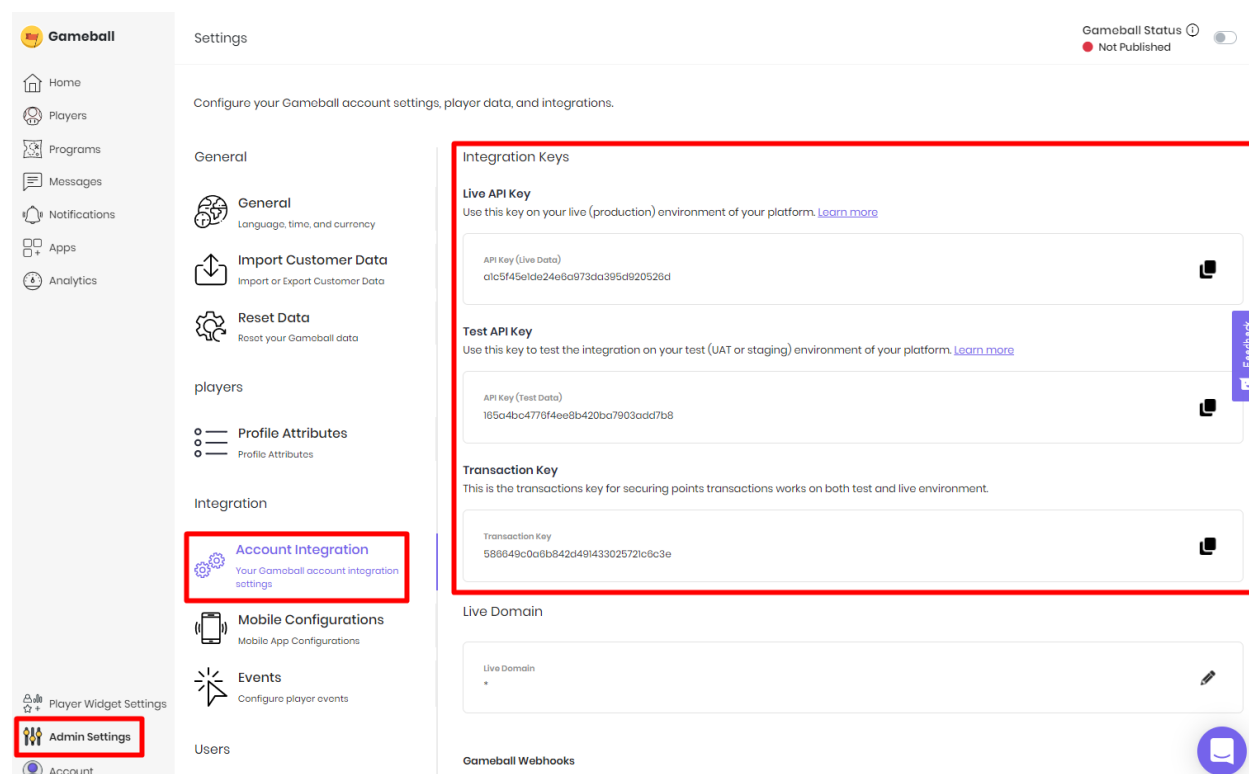 Gameball
Settings
Gameball Status
Not Published
Home
Players
Programs
Messages
Notifications
Apps
Analytics
Player Widget Settings
Admin Settings
Account
Configure your Gameball account settings, player data, and integrations.
General
General
Language, time, and currency
Import Customer Data
Import or Export Customer Data
Reset Data
Reset your Gameball data
players
Profile Attributes
Profile Attributes
Integration
Account Integration
Your Gameball account integration
settings
Mobile Configurations
Mobile App Configurations
Events
Configure player events
Users
Integration Keys
Live API Key
Use this key on your live (production) environment of your platform. Learn more
API Key (Live Data)
a1c5f45e1de24e6a973da395d920526d
Test API Key
Use this key to test the integration on your test (UAT or staging) environment of your platform. Learn more
API Key (Test Data)
165a4bc4776f4ee8b420ba7903add7b8
Transaction Key
This is the transactions key for securing points transactions works on both test and live environment.
Transaction Key
586649c0a6b842d49143302572​1c6c3e
Live Domain
Live Domain
*
Gameball Webhooks
Feedback